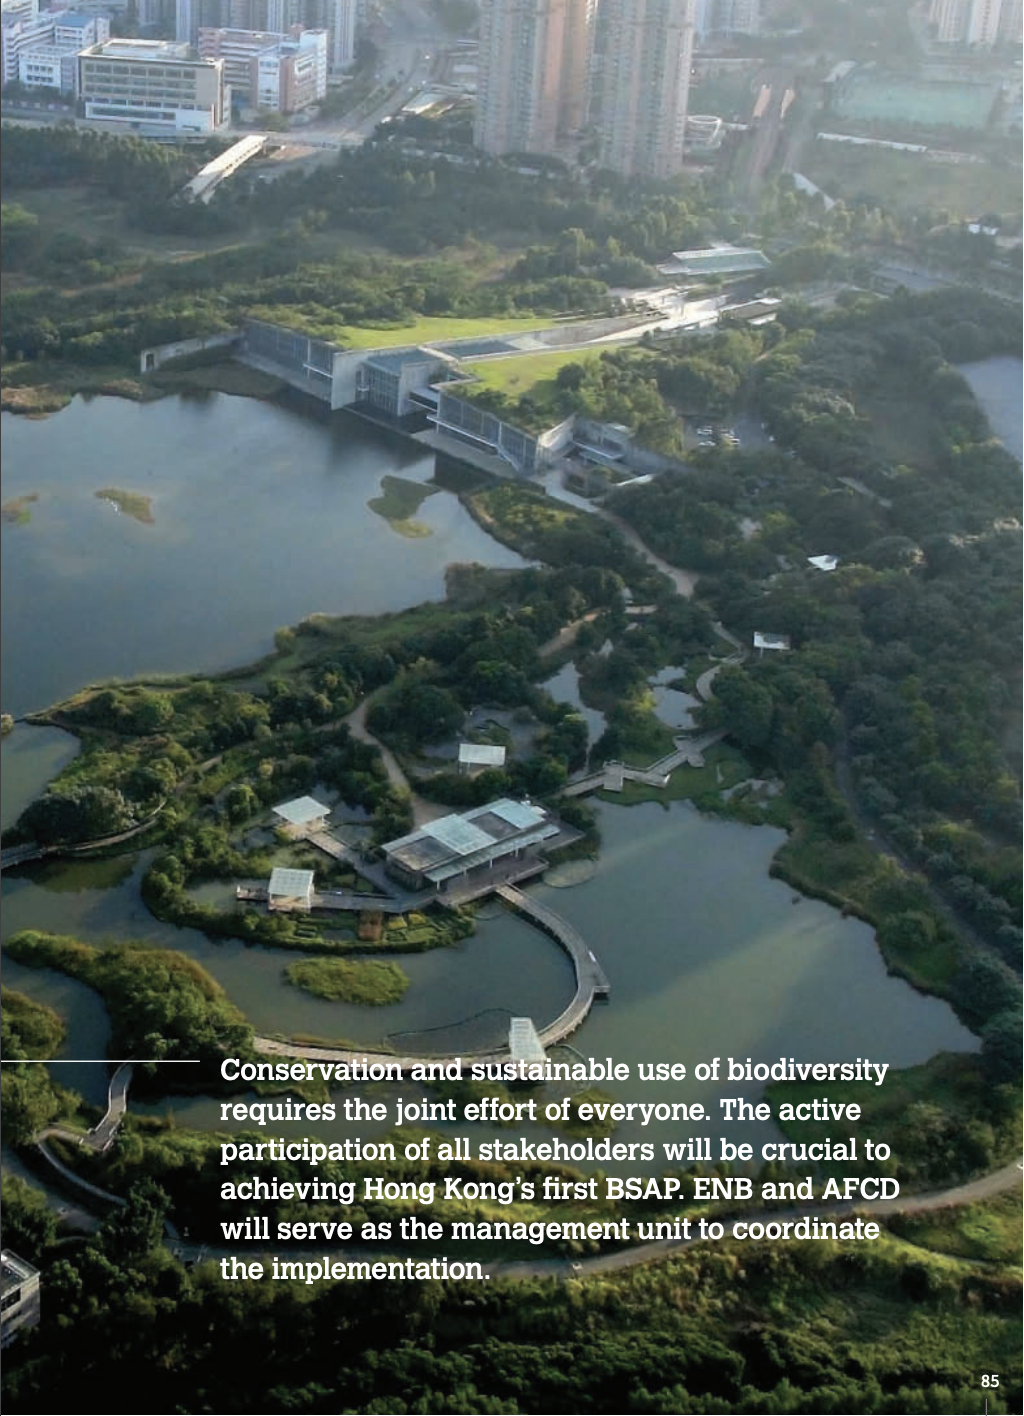 Conservation and sustainable use of biodiversity
requires the joint effort of everyone. The active
participation of all stakeholders will be crucial to
achieving Hong Kong’s first BSAP. ENB and AFCD
will serve as the management unit to coordinate
the implementation.
85